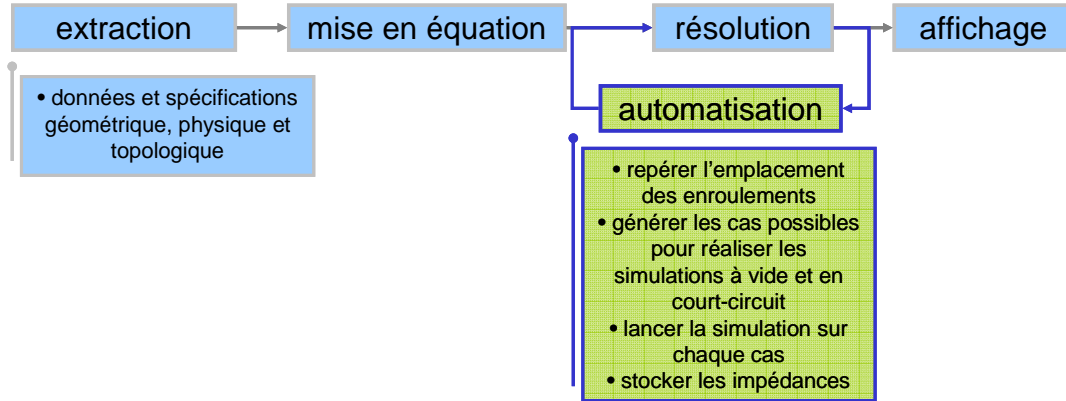 extraction
mise en équation
résolution
affichage
• données et spécifications
géométrique, physique et
topologique
automatisation
• repérer l'emplacement
des enroulements
• générer les cas possibles
pour réaliser les
simulations à vide et en
court-circuit
• lancer la simulation sur
chaque cas
• stocker les impédances